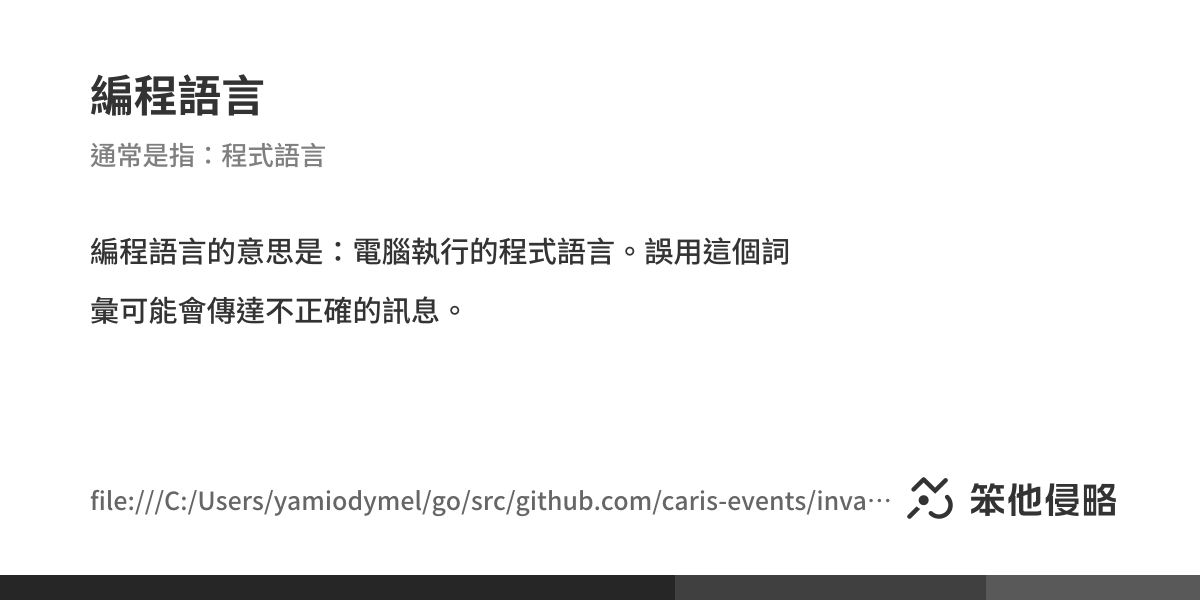 編程語言
通常是指：程式語言
編程語言的意思是：電腦執行的程式語言。誤用這個詞
彙可能會傳達不正確的訊息。
file:///C:/Users/yamiodymel/go/src/github.com/caris-events/inva…
笨他侵略